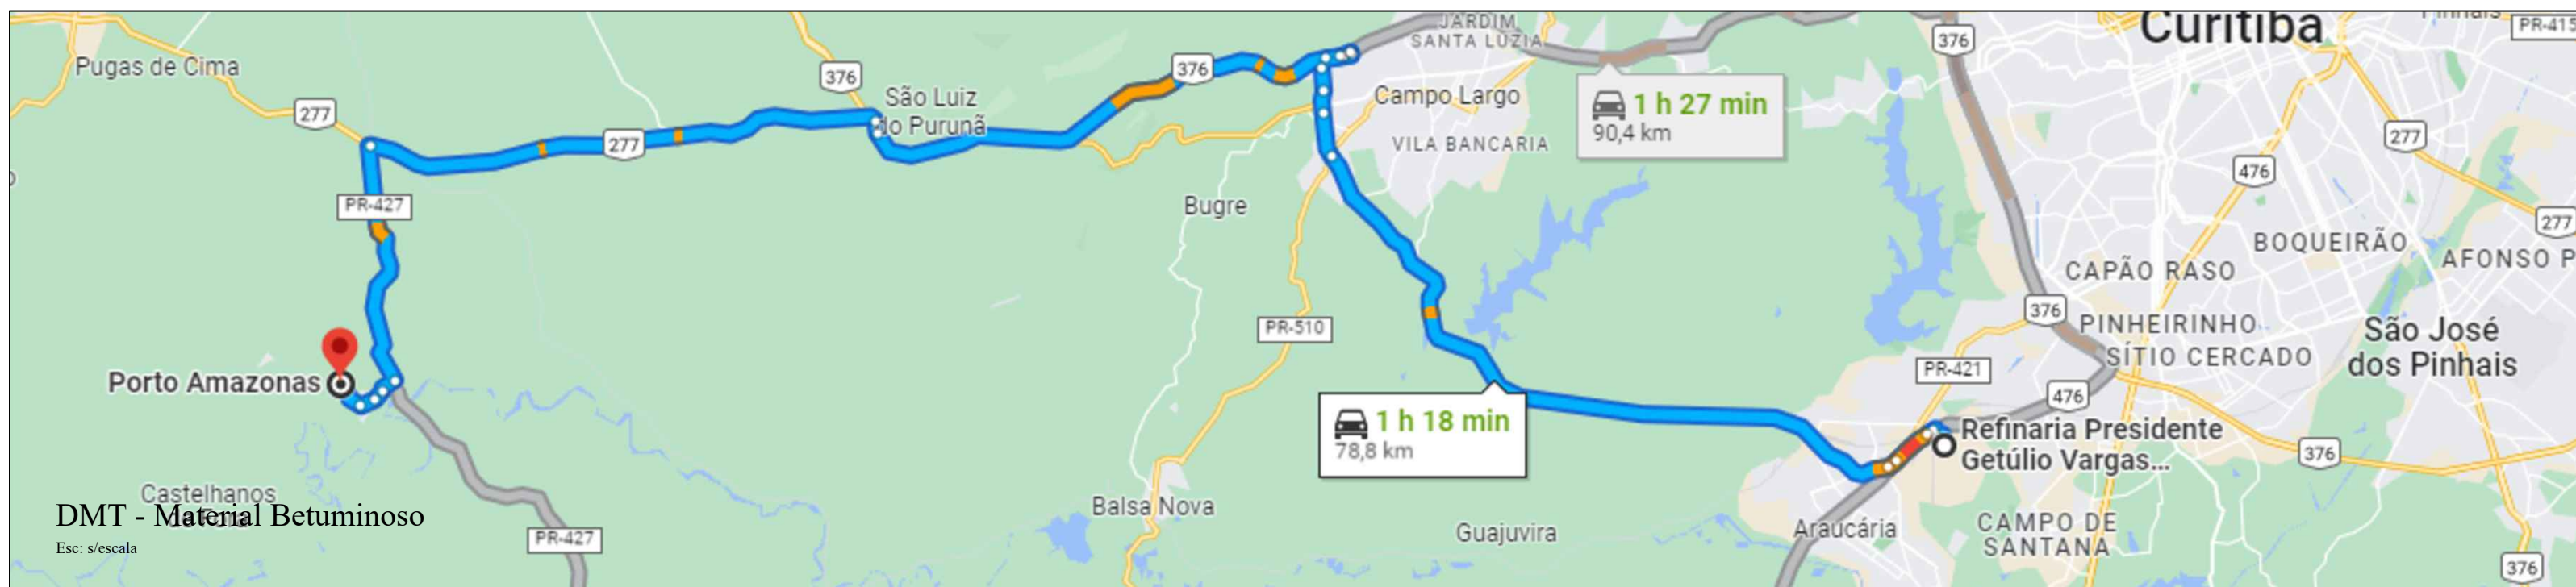 JARDIM
SANTA LUZIA
376
Curitiba
PR-415
Pugas de Cima
376
376
São Luiz
do Purunã
277
Campo Largo
1 h 27 min
90,4 km
277
277
VILA BANCARIA
476
PR-427
Bugre
277
BOQUEIRÃO
AFONSO P
CAPÃO RASO
376
PR-510
PINHEIRINHO
SÍTIO CERCADO
São José
dos Pinhais
PR-421
Porto Amazonas
476
1 h 18 min
78,8 km
Refinaria Presidente
Getúlio Vargas...
376
Castelhanos
DMT - Material Betuminoso
Esc: s/escala
Balsa Nova
PR-427
Guajuvira
Araucária
CAMPO DE
SANTANA
376